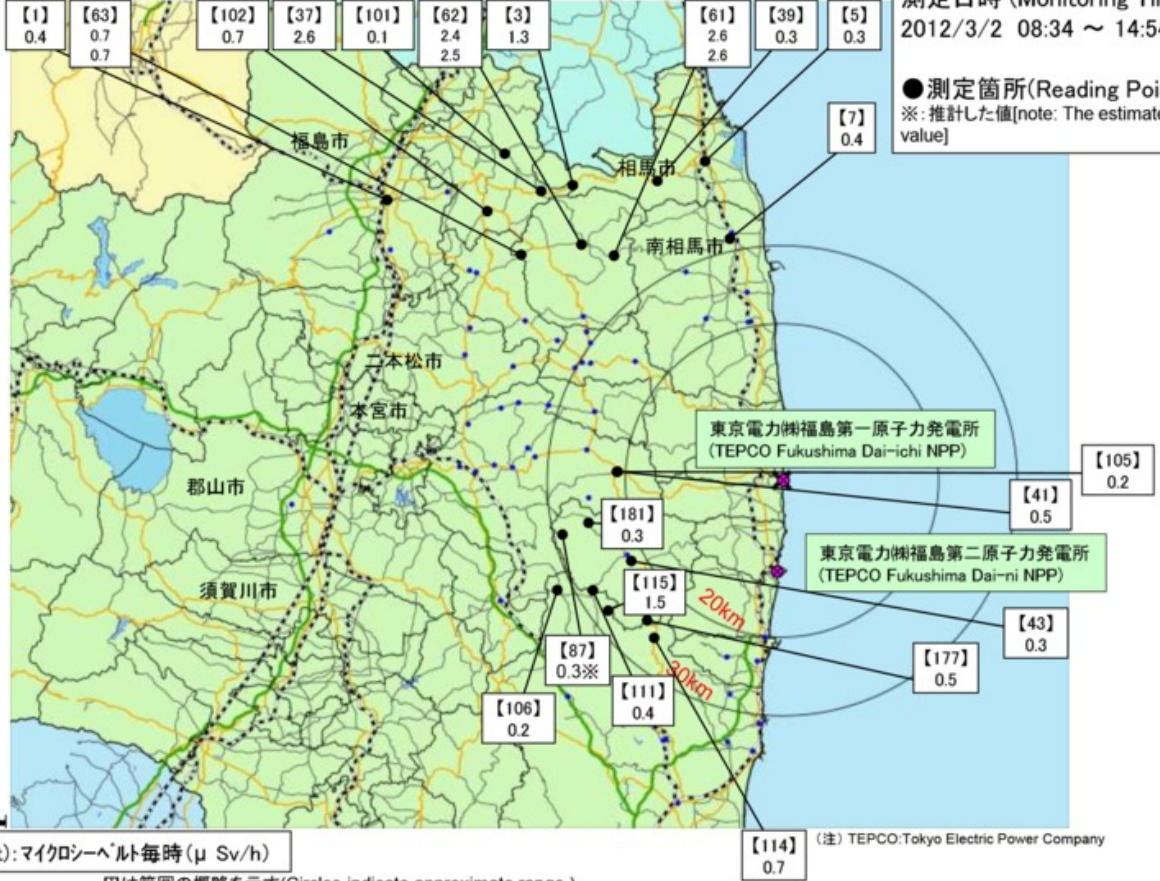 【1】
0.4
【63】
0.7
0.7
【102】
0.7
【37】
2.6
【101】
0.1
【62】
2.4
2.5
【3】
1.3
【61】
2.6
2.6
【39】
0.3
【5】
0.3
2012/3/2 08:34 ～ 14:54
●測定箇所(Reading Poi
※：推計した値[note: The estimate
value]
【7】
0.4
福島市
相馬市
南相馬市
二本松市
本宮市
郡山市
須賀川市
東京電力㈱福島第一原子力発電所
(TEPCO Fukushima Dai-ichi NPP)
【105】
0.2
【41】
0.5
【181】
0.3
東京電力㈱福島第二原子力発電所
(TEPCO Fukushima Dai-ni NPP)
【115】
1.5
20km
【43】
0.3
【87】
0.3※
30km
【177】
0.5
【111】
0.4
【106】
0.2
【114】
0.7
（注）TEPCO:Tokyo Electric Power Company
:マイクロシーベルト毎時(μ Sv/h)